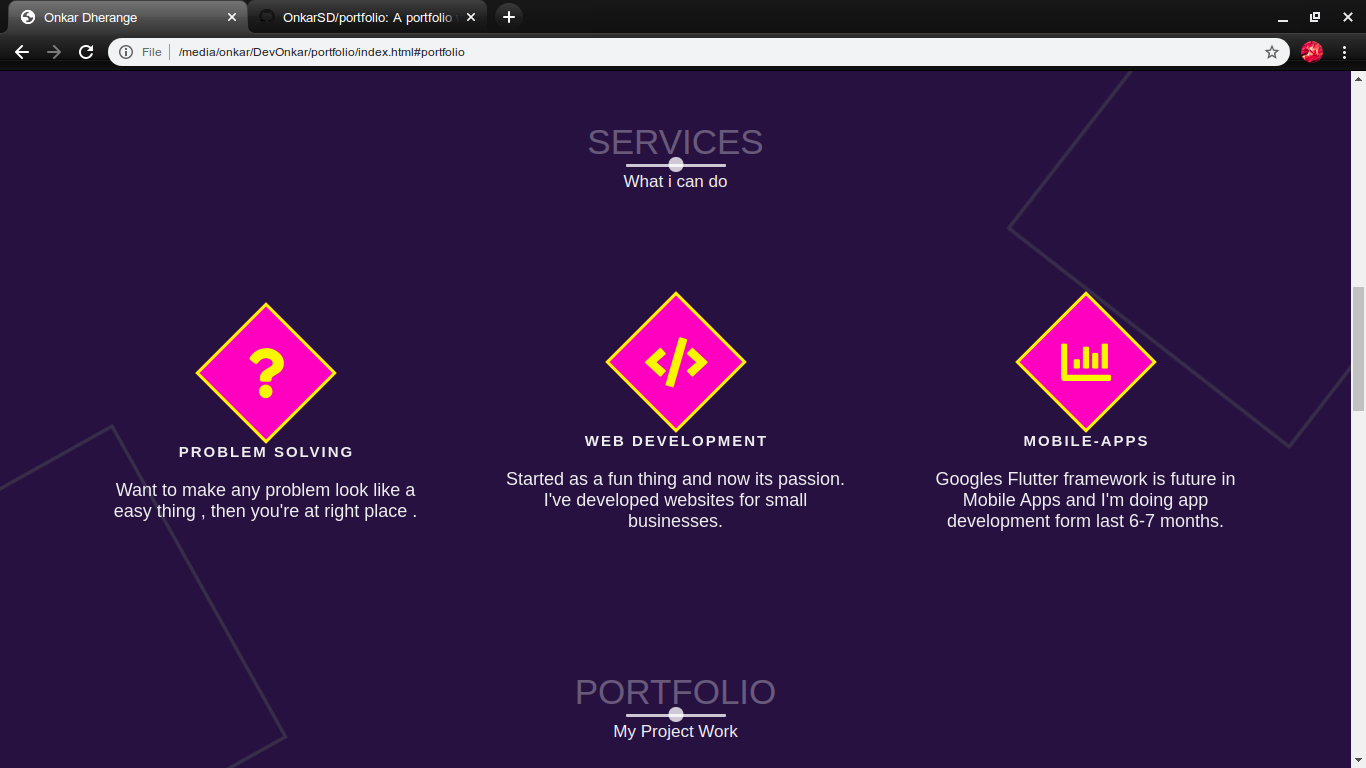 Onkar Dherange
OnkarSD/portfolio: A portfolio
File
/media/onkar/DevOnkar/portfolio/index.html#portfolio
SERVICES
What i can do
PROBLEM SOLVING
Want to make any problem look like a
easy thing , then you're at right place .
WEB DEVELOPMENT
Started as a fun thing and now its passion.
I've developed websites for small
businesses.
MOBILE-APPS
Googles Flutter framework is future in
Mobile Apps and I'm doing app
development form last 6-7 months.
PORTFOLIO
My Project Work